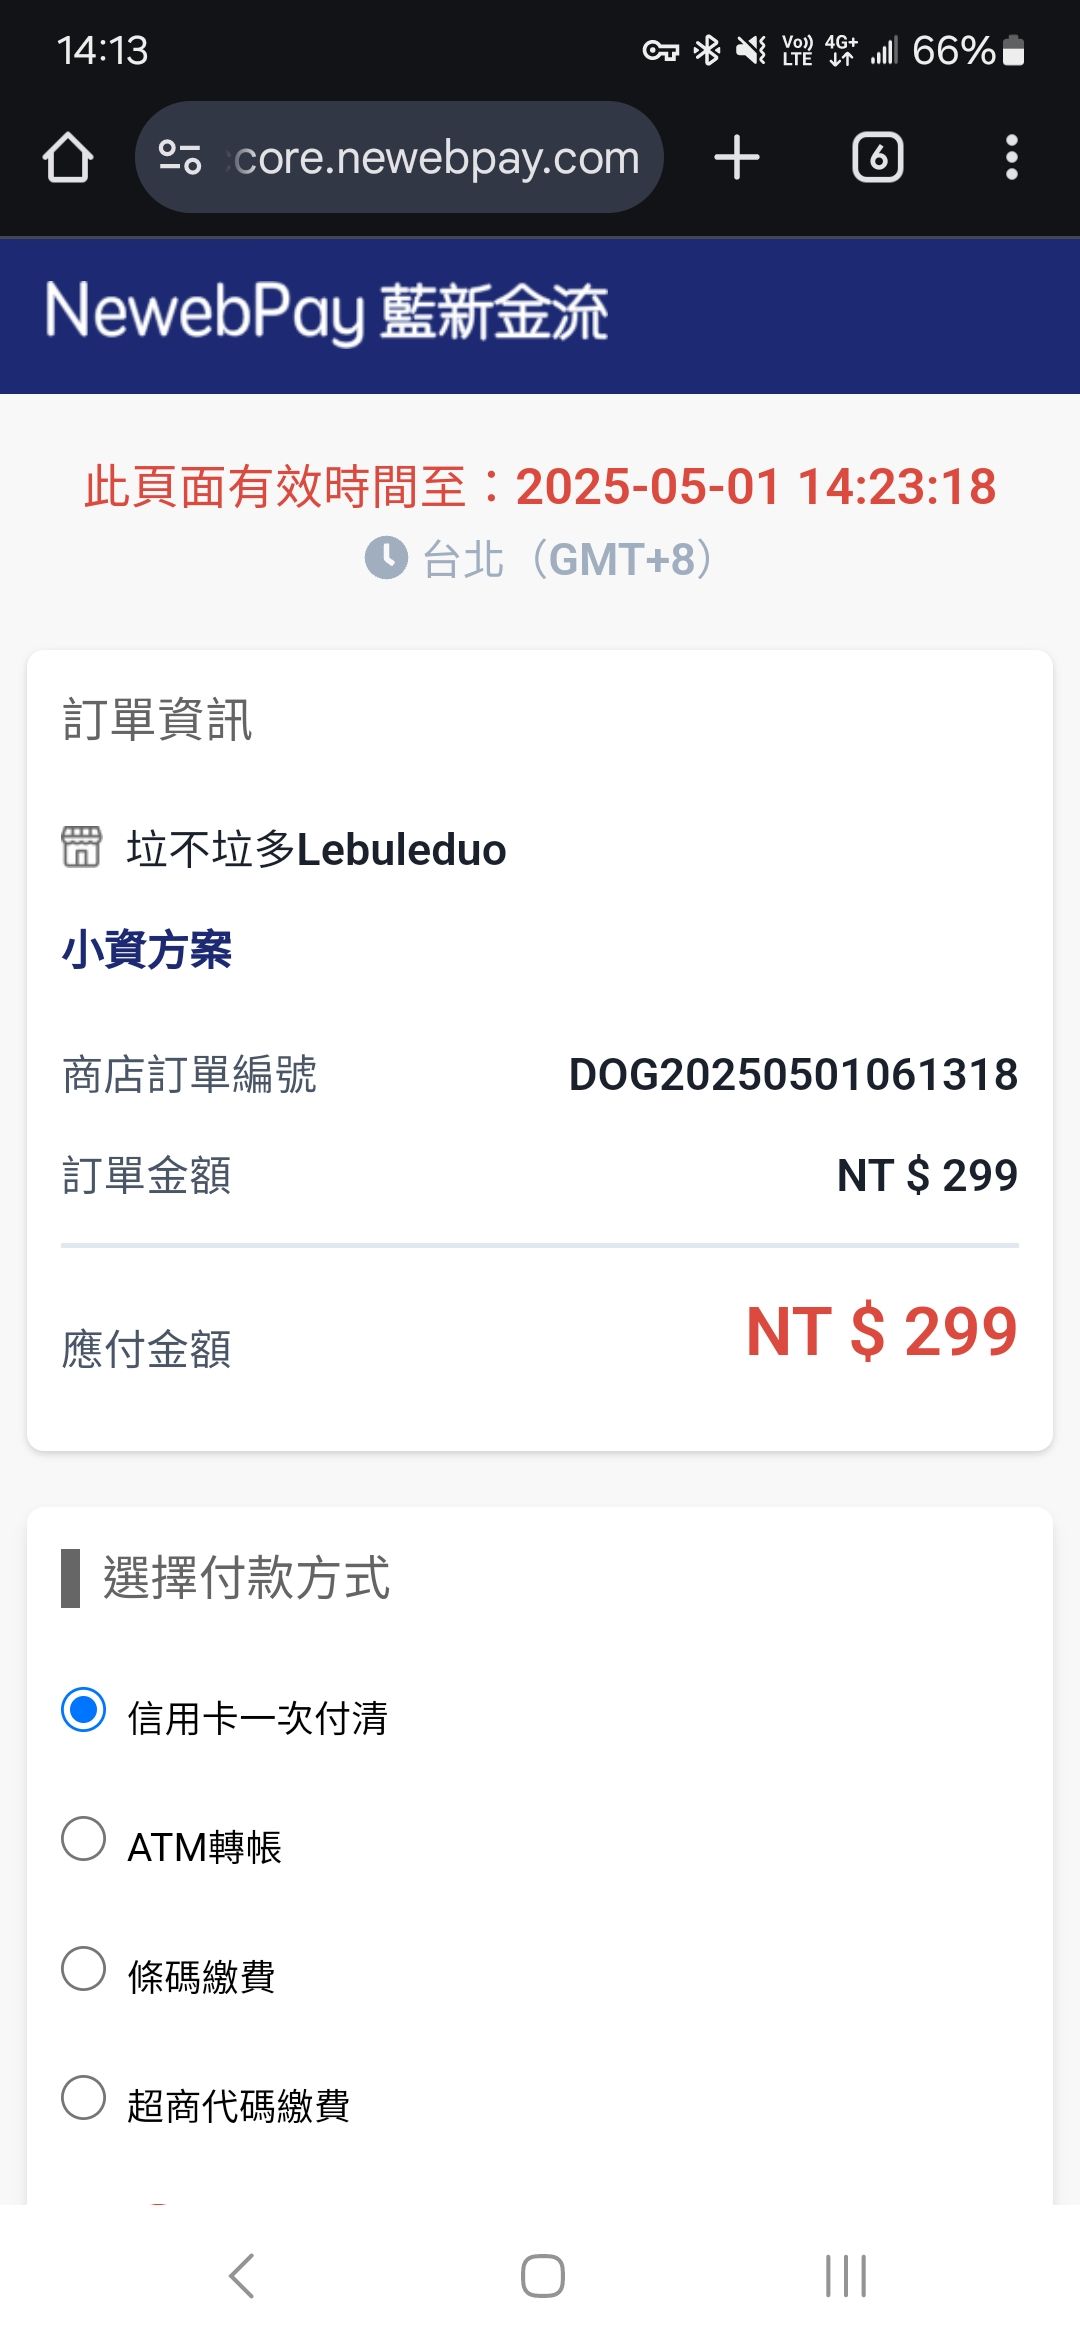 14:13
Vo)) LTE 4G+ 66%
core.newebpay.com
6
NewebPay 藍新金流
此頁面有效時間至：2025-05-01 14:23:18
台北（GMT+8）
訂單資訊
垃不垃多Lebuleduo
小資方案
商店訂單編號 DOG20250501061318
訂單金額 NT $ 299
應付金額 NT $ 299
選擇付款方式
信用卡一次付清
ATM轉帳
條碼繳費
超商代碼繳費